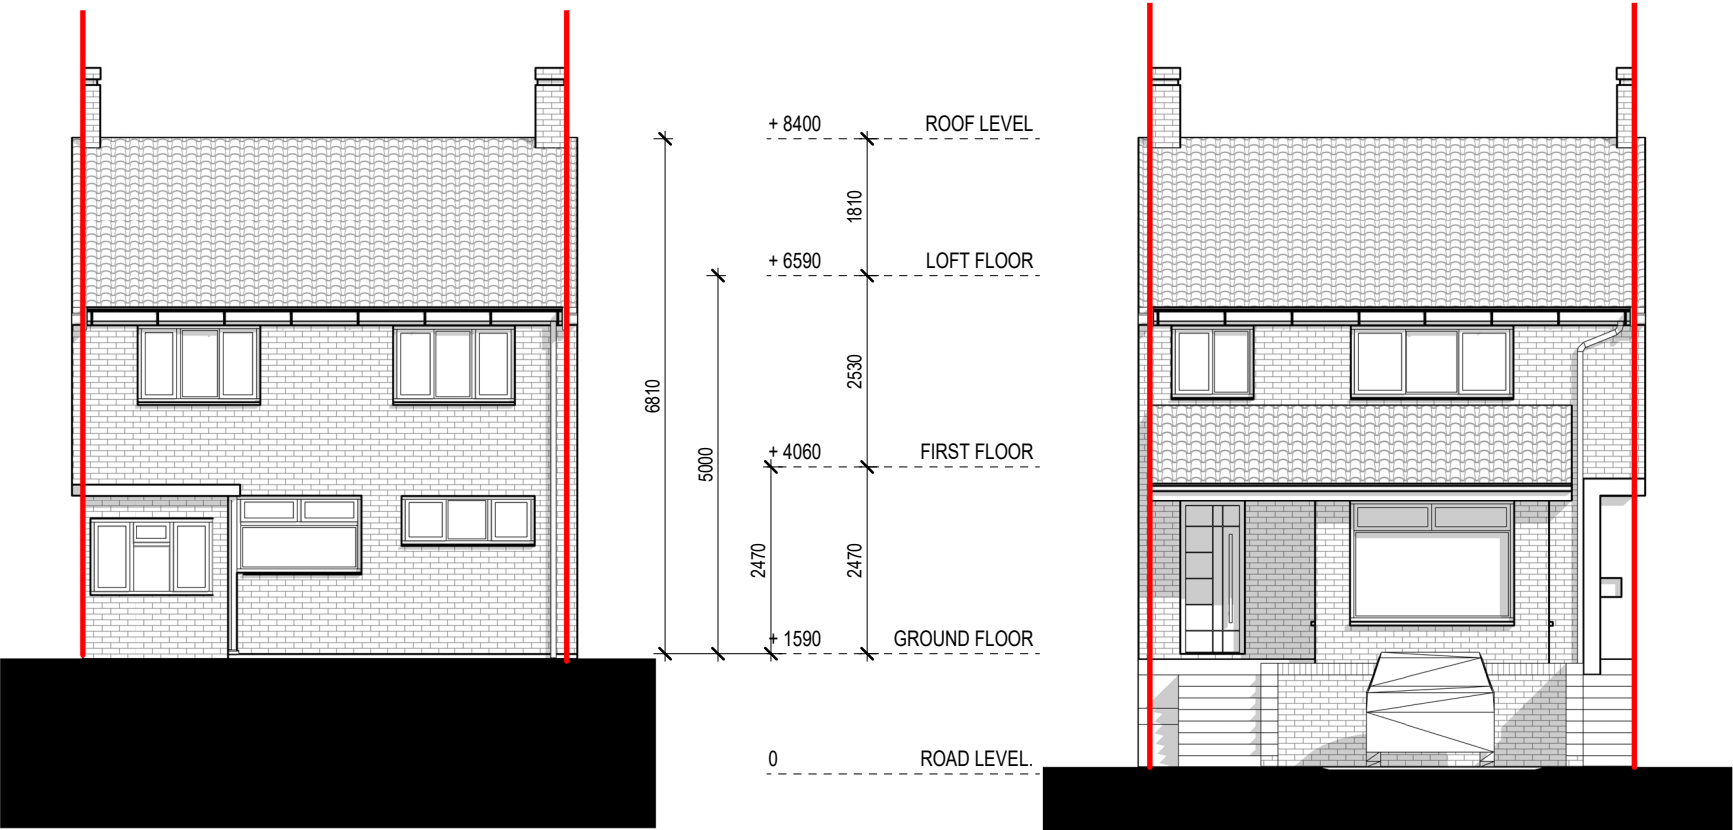 + 8400 ROOF LEVEL
1810
+ 6590 LOFT FLOOR
6810
2530
5000
+ 4060 FIRST FLOOR
2470
2470
+ 1590 GROUND FLOOR
0 ROAD LEVEL.